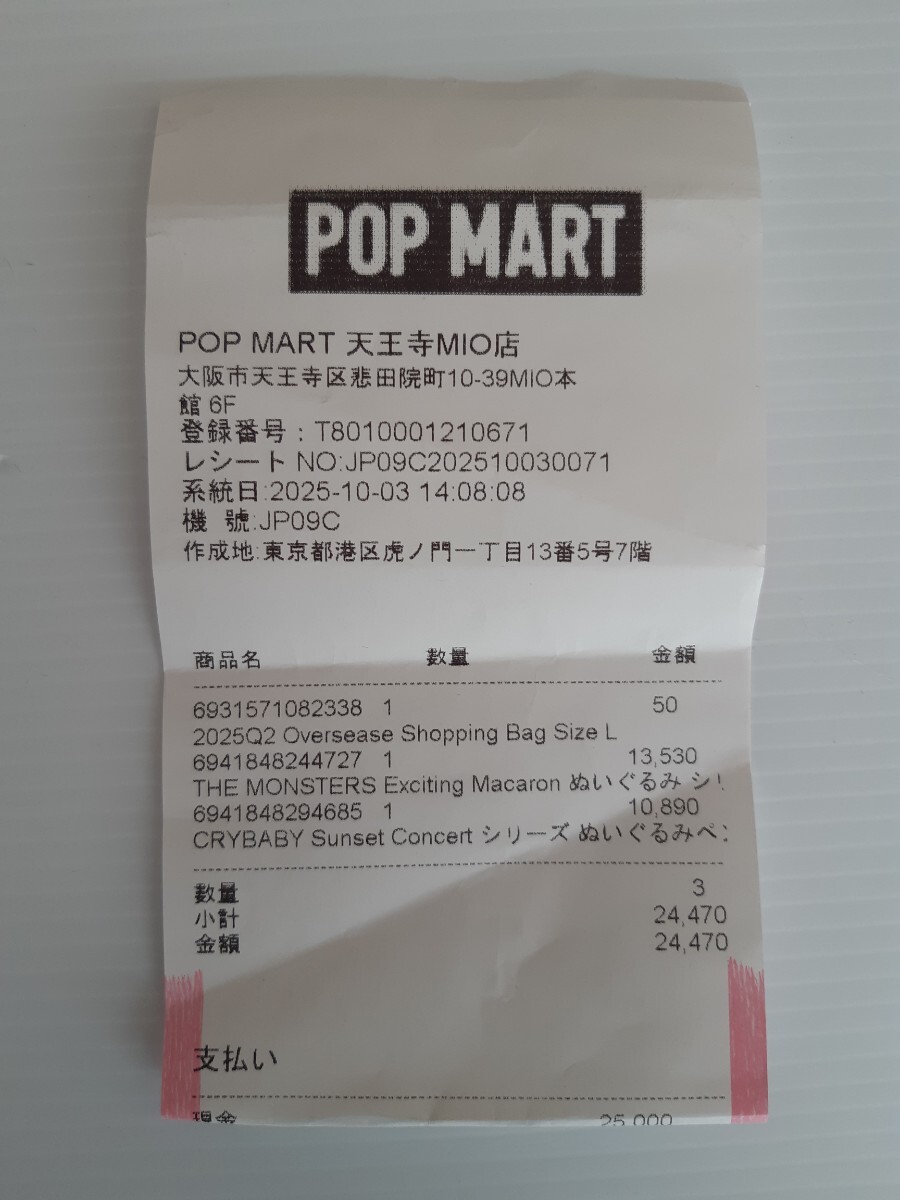 POP MART
POP MART 天王寺MIO店
大阪市天王寺区悲田院町10-39MIO本
館 6F
登録番号：T8010001210671
レシート NO:JP09C202510030071
系統日:2025-10-03 14:08:08
機 號:JP09C
作成地:東京都港区虎ノ門一丁目13番5号7階
商品名 数量 金額
6931571082338 1 50
2025Q2 Oversease Shopping Bag Size L
6941848244727 1 13,530
THE MONSTERS Exciting Macaron ぬいぐるみ シ
6941848294685 1 10,890
CRYBABY Sunset Concert シリーズ ぬいぐるみペ
数量 3
小計 24,470
金額 24,470
支払い
現金 25,000